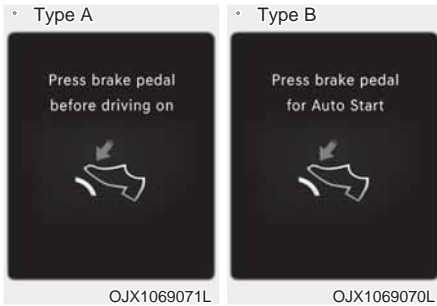 ° Type A
Press brake pedal
before driving on
OJX1069071L
° Type B
Press brake pedal
for Auto Start
OJX1069070L